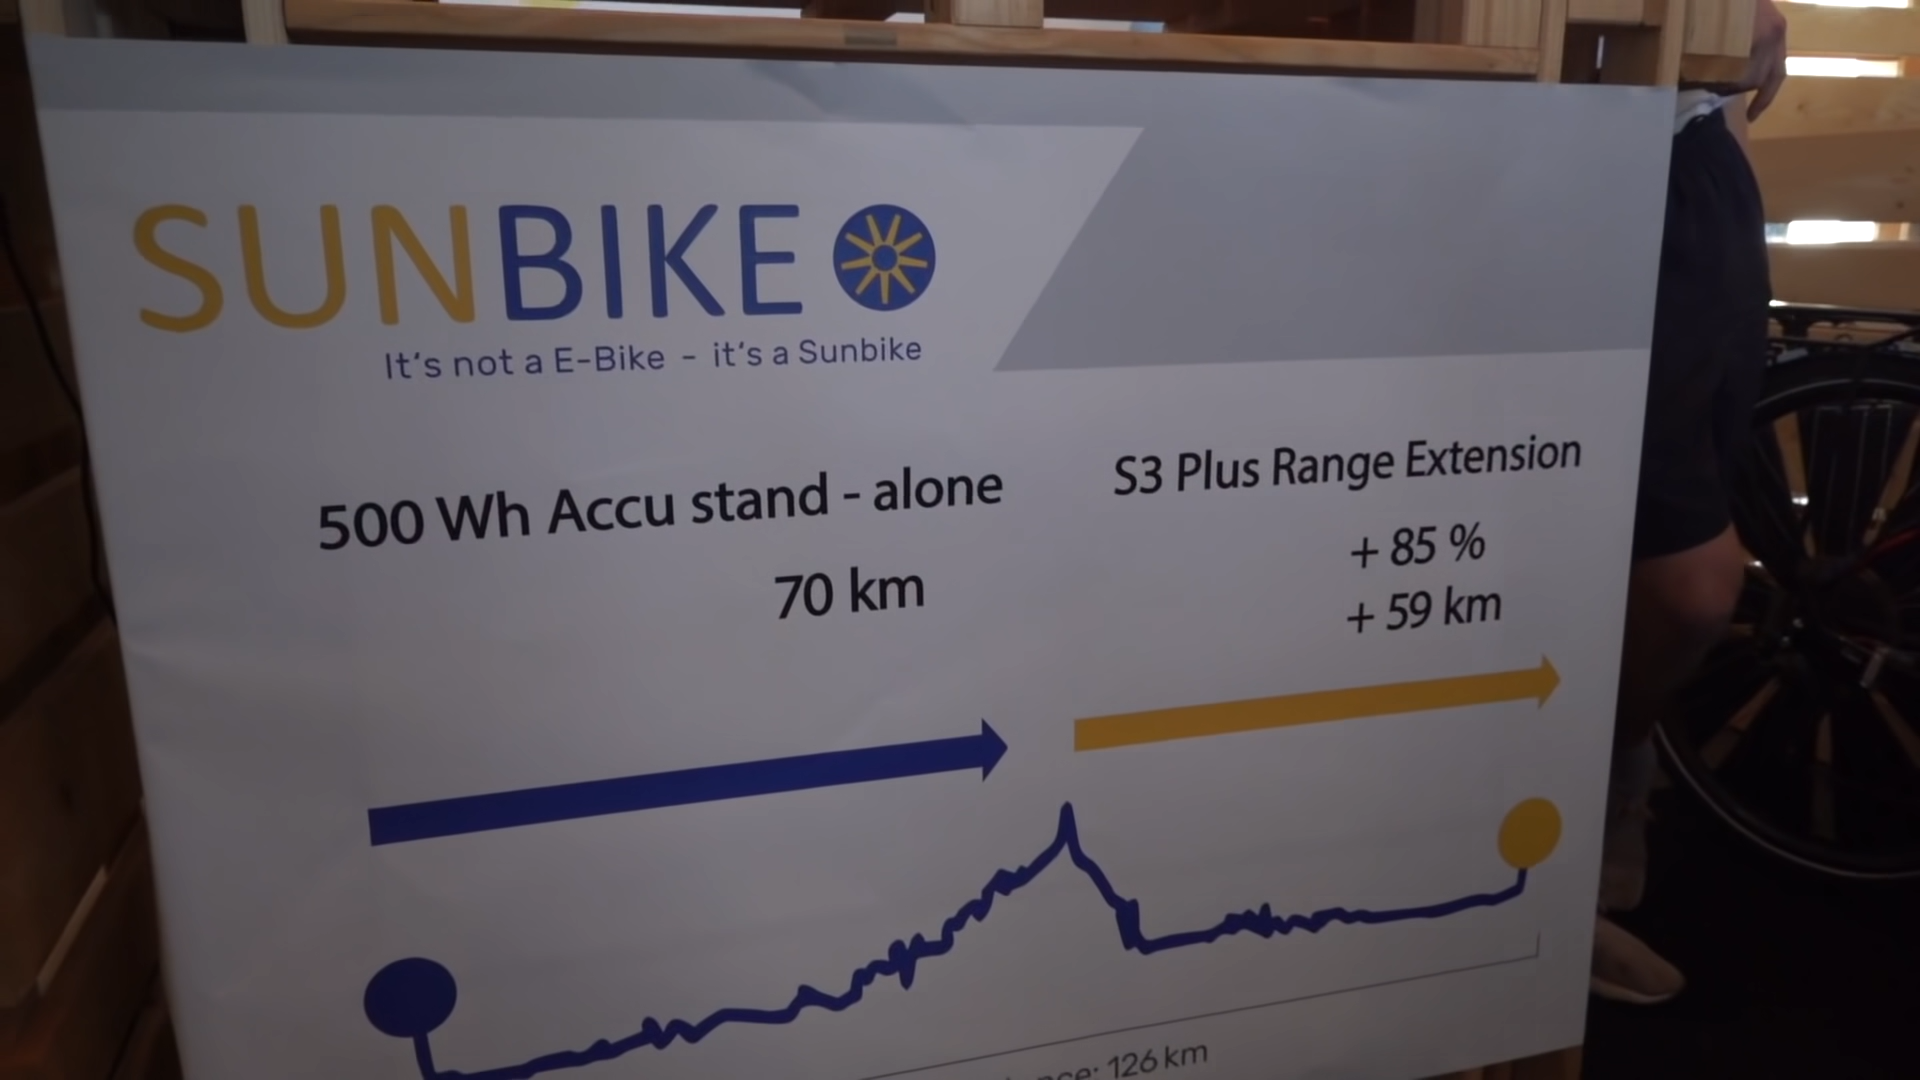 SUNBIKE
It's not a E-Bike - it's a Sunbike
500 Wh Accu stand - alone
70 km
S3 Plus Range Extension
+ 85 %
+ 59 km
126 km